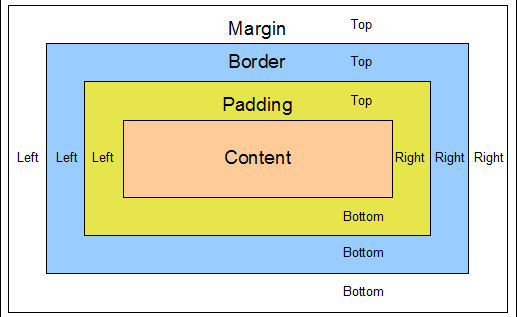 Margin Top
Border Top
Padding Top
Left Left Left Content Right Right Right
Bottom
Bottom
Bottom